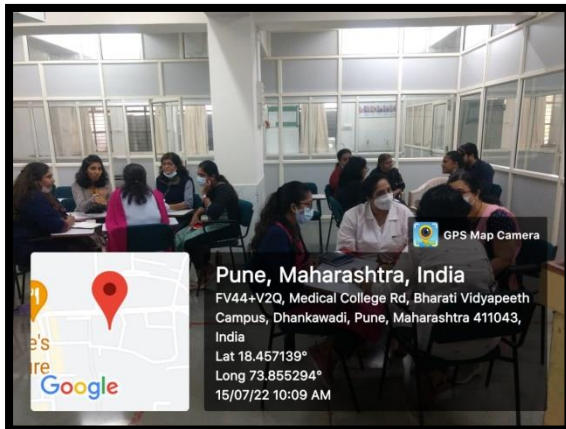 GPS Map Camera
Pune, Maharashtra, India
FV44+V2Q, Medical College Rd, Bharati Vidyapeeth
Campus, Dhankawadi, Pune, Maharashtra 411043,
India
Lat 18.457139°
Long 73.855294°
15/07/22 10:09 AM
e's
Google